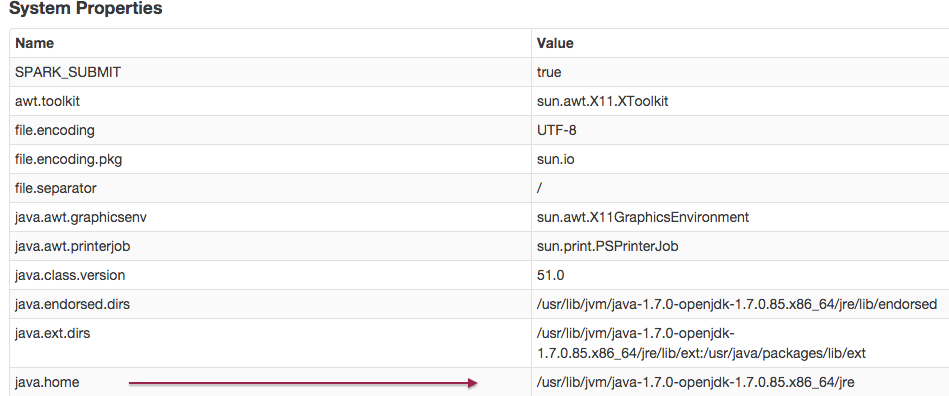 System Properties
Name Value
SPARK_SUBMIT true
awt.toolkit sun.awt.X11.XToolkit
file.encoding UTF-8
file.encoding.pkg sun.io
file.separator /
java.awt.graphicsenv sun.awt.X11GraphicsEnvironment
java.awt.printerjob sun.print.PSPrinterJob
java.class.version 51.0
java.endorsed.dirs /usr/lib/jvm/java-1.7.0-openjdk-1.7.0.85.x86_64/jre/lib/endorsed
java.ext.dirs /usr/lib/jvm/java-1.7.0-openjdk-
1.7.0.85.x86_64/jre/lib/ext:/usr/java/packages/lib/ext
java.home /usr/lib/jvm/java-1.7.0-openjdk-1.7.0.85.x86_64/jre